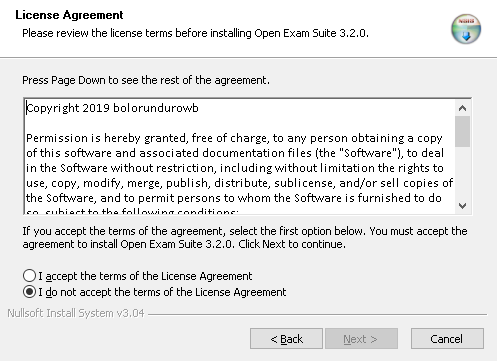 License Agreement
Please review the license terms before installing Open Exam Suite 3.2.0.
Press Page Down to see the rest of the agreement.
Copyright 2019 bolorundurowb
Permission is hereby granted, free of charge, to any person obtaining a copy
of this software and associated documentation files (the "Software"), to deal
in the Software without restriction, including without limitation the rights to
use, copy, modify, merge, publish, distribute, sublicense, and/or sell copies of
the Software, and to permit persons to whom the Software is furnished to do
so, subject to the following conditions:
If you accept the terms of the agreement, select the first option below. You must accept the
agreement to install Open Exam Suite 3.2.0. Click Next to continue.
I accept the terms of the License Agreement
I do not accept the terms of the License Agreement
Nullsoft Install System v3.04
< Back
Next >
Cancel